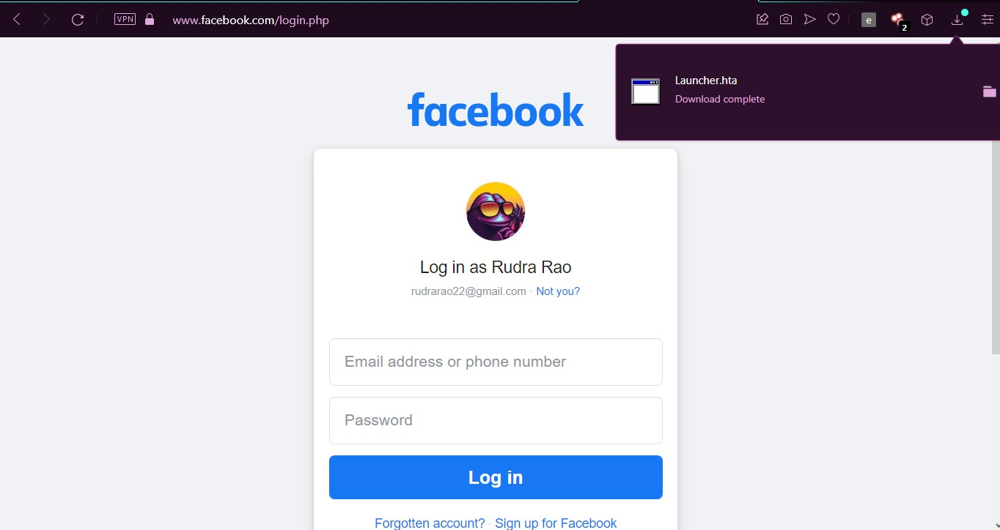 VPN www.facebook.com/login.php e 2
Launcher.hta
Download complete
facebook
Log in as Rudra Rao
rudrarao22@gmail.com · Not you?
Email address or phone number
Password
Log in
Forgotten account? · Sign up for Facebook